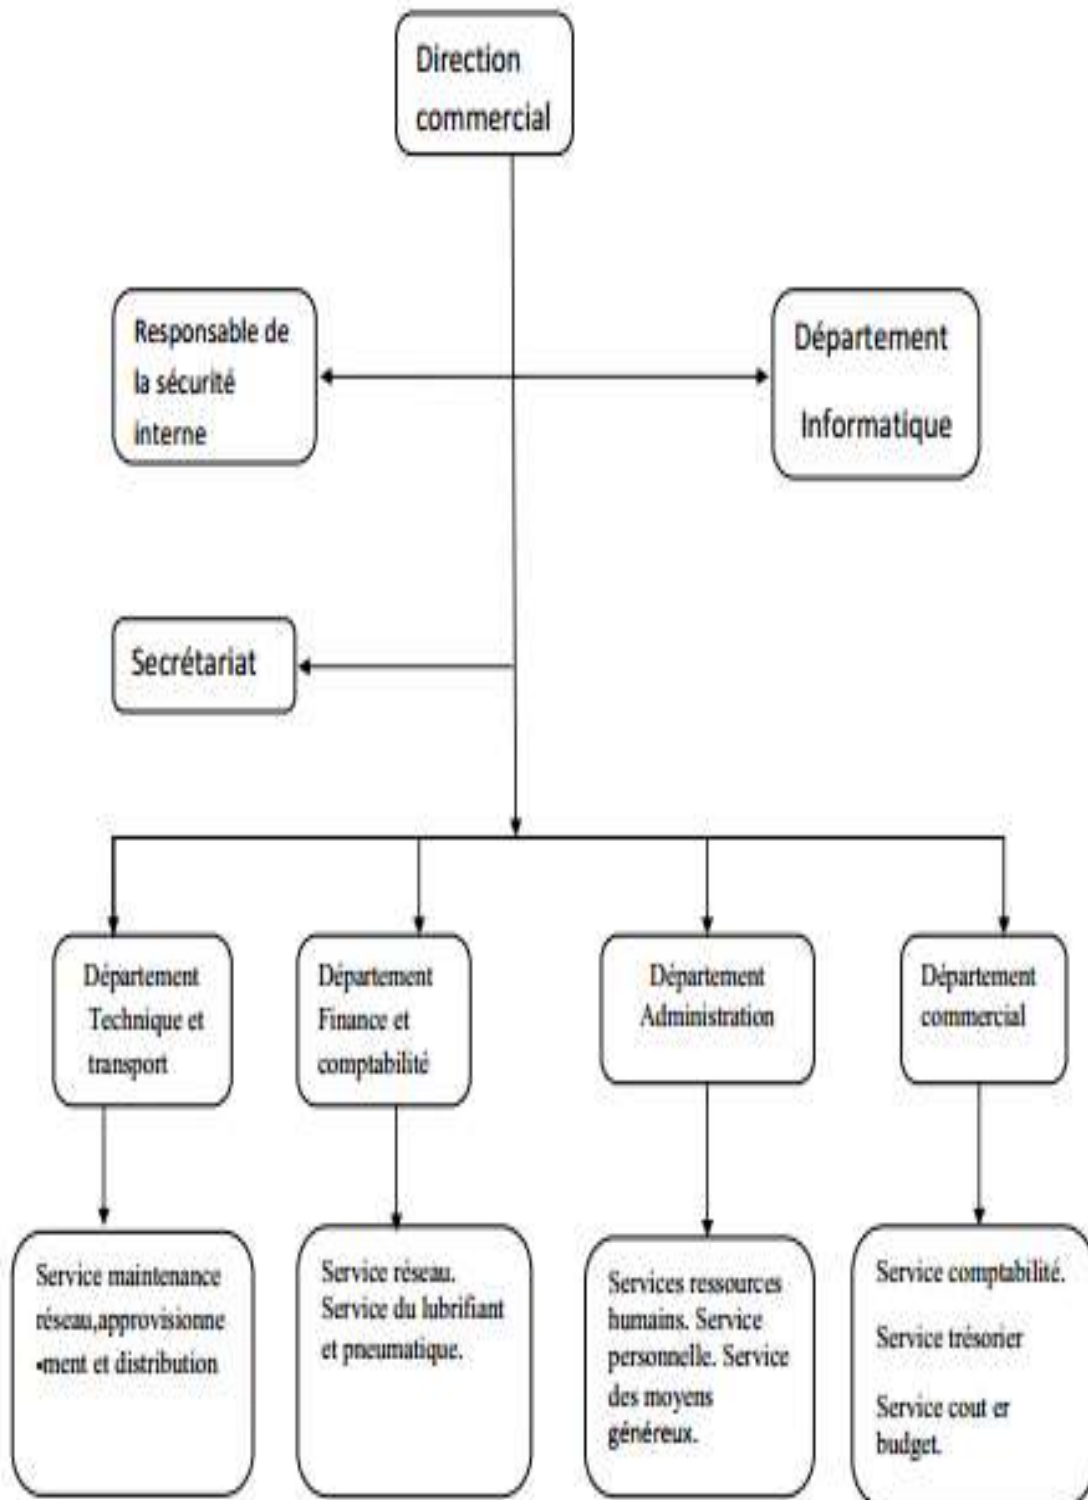 Direction
commercial
Responsable de
la sécurité
interne
Département
Informatique
Secrétariat
Département
Technique et
transport
Département
Finance et
comptabilité
Département
Administration
Département
commercial
Service maintenance
réseau,approvisionne
-ment et distribution
Service réseau.
Service du lubrifiant
et pneumatique.
Services ressources
humains. Service
personnelle. Service
des moyens
généreux.
Service comptabilité.
Service trésorier
Service cout er
budget.